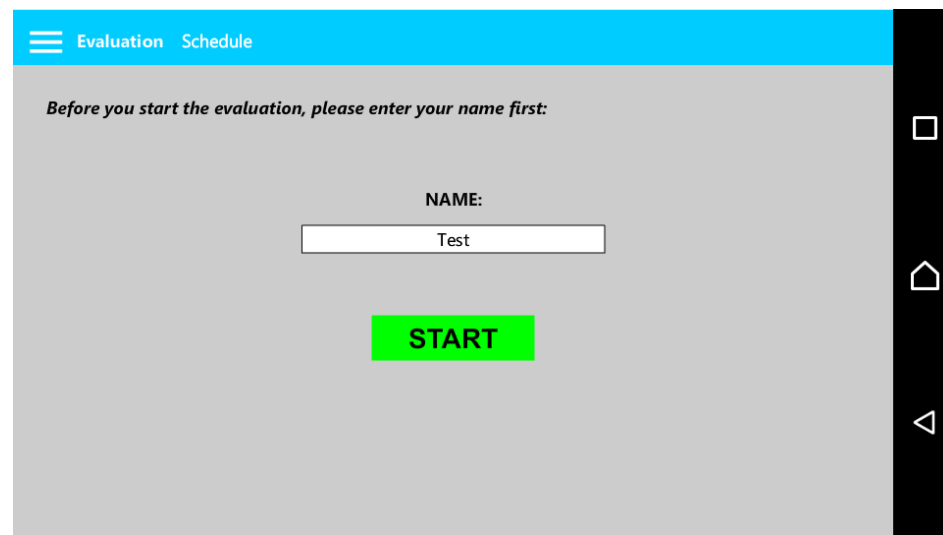 Evaluation Schedule
Before you start the evaluation, please enter your name first:
NAME:
Test
START